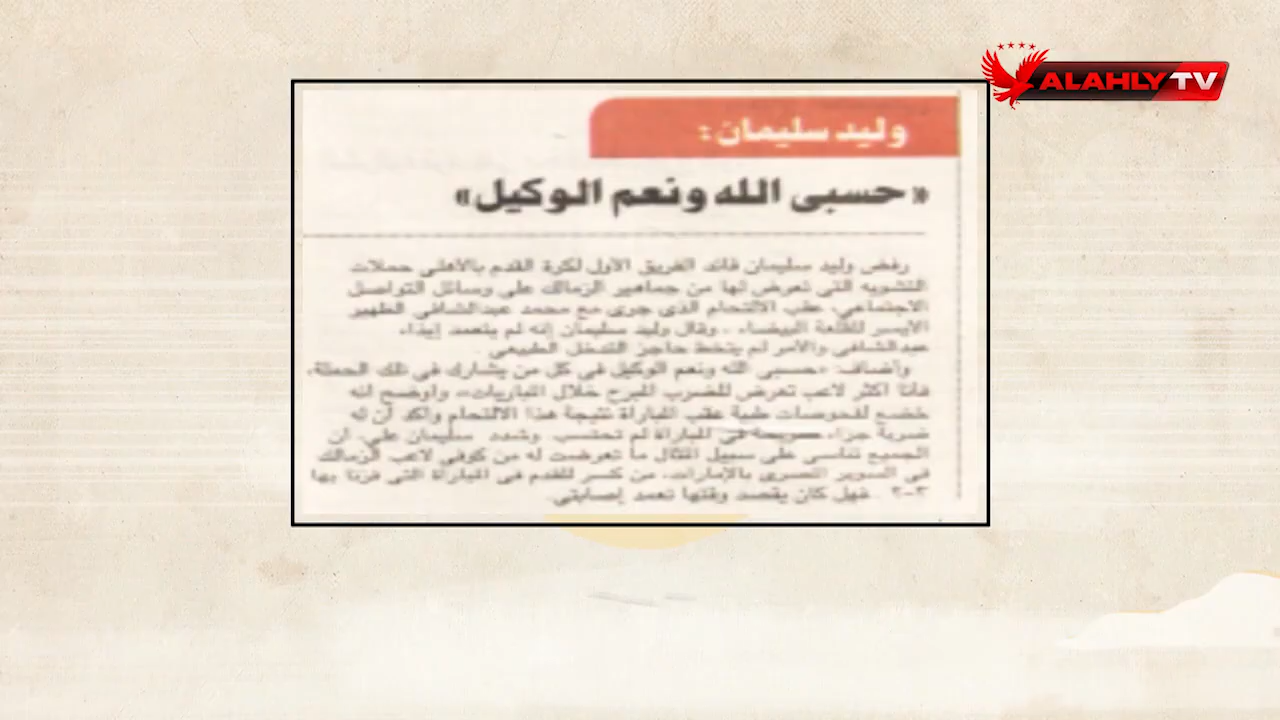 ALAHLY TV
وليد سليمان:
«حسبى الله ونعم الوكيل»
رفض وليد سليمان قائد الفريق الأول لكرة القدم بالأهلى حملات
التشويه التى تعرض لها من جماهير الزمالك على وسائل التواصل
الاجتماعى، عقب الالتحام الذى جرى مع محمد عبدالشافى الظهير
الأيسر للقلعة البيضاء.. وقال وليد سليمان إنه لم يتعمد إيذاء
عبدالشافى والأمر لم يتخط حاجز التدخل الطبيعى.
وأضاف: «حسبى الله ونعم الوكيل فى كل من يشارك فى تلك الحملة،
فأنا أكثر لاعب تعرض للضرب المبرح خلال المباريات»، وأوضح أنه
خضع لفحوصات طبية عقب المباراة نتيجة هذا الالتحام وأكد أن له
ضربة جزاء صريحة فى المباراة لم تحتسب. وشدد سليمان على أن
الجميع تناسى على سبيل المثال ما تعرضت له من كوفى لاعب الزمالك
فى السوبر المصرى بالإمارات، من كسر للقدم فى المباراة التى فزنا بها
٣-٢ . فهل كان يقصد وقتها تعمد إصابتى.